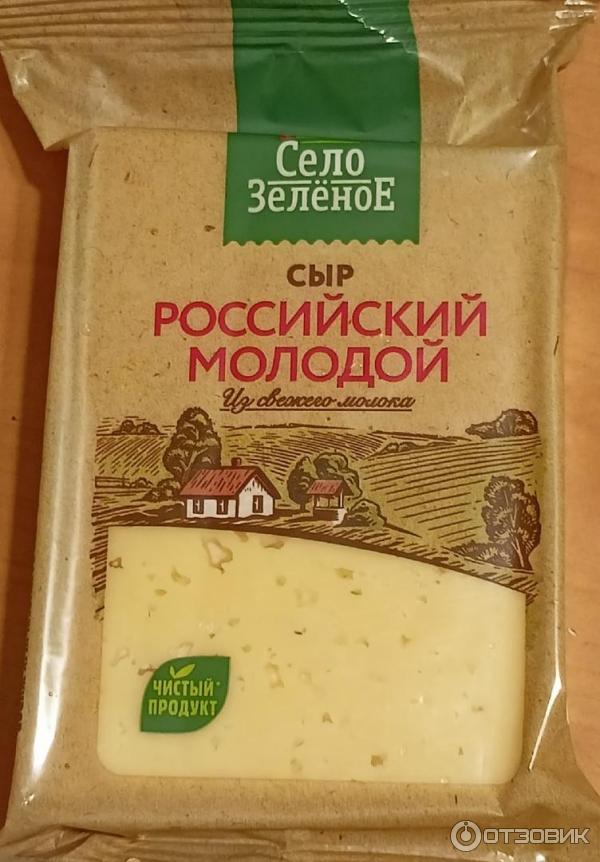 Село
Зелёное
СЫР
РОССИЙСКИЙ
МОЛОДОЙ
Из свежего молока
ЧИСТЫЙ*
ПРОДУКТ
ОТЗОВИК